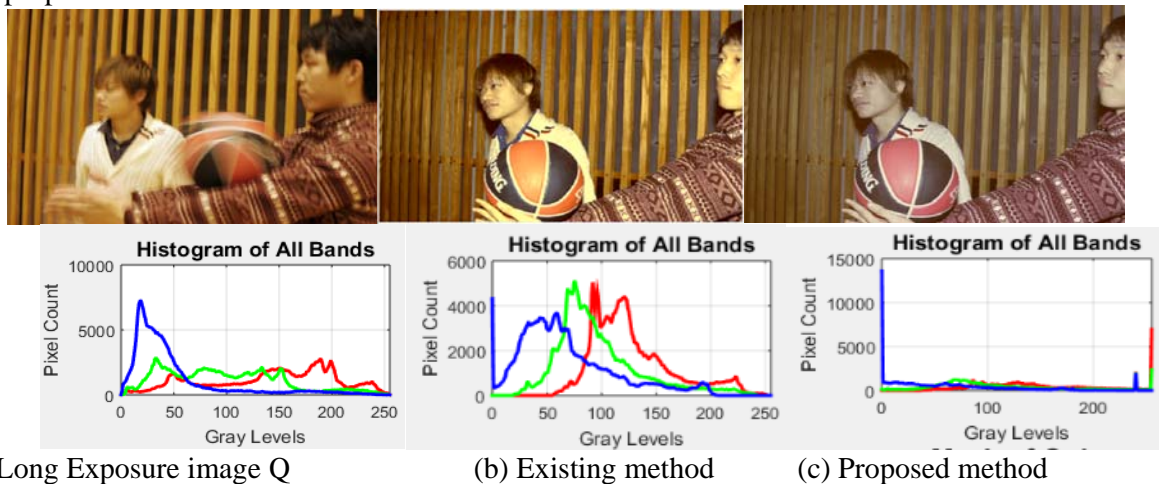 Histogram of All Bands
10000
5000
0
0 50 100 150 200 250
Pixel Count
Gray Levels
Histogram of All Bands
6000
4000
2000
0
0 50 100 150 200 250
Pixel Count
Gray Levels
Histogram of All Bands
15000
10000
5000
0
0 100 200
Pixel Count
Gray Levels
Long Exposure image Q (b) Existing method (c) Proposed method